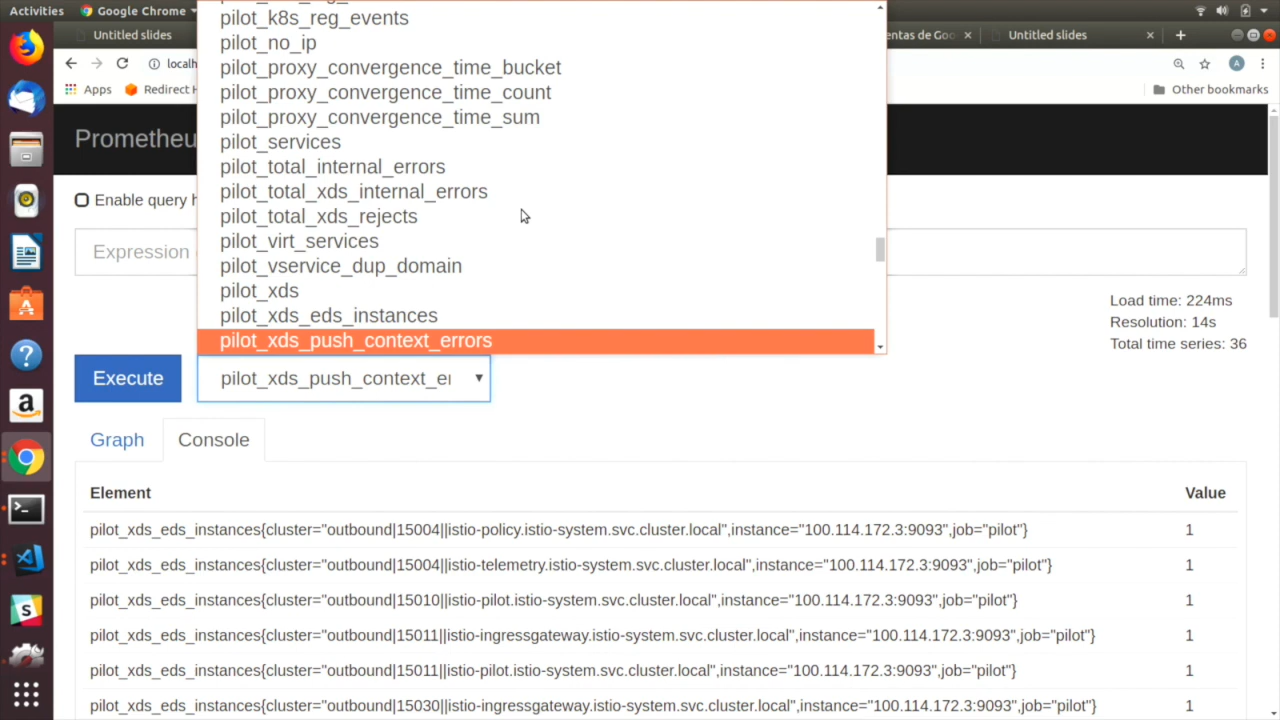 Activities
Google Chrome
Untitled slides
entas de Goo
Untitled slides
localh
Apps
Redirect H
Other bookmarks
A
Prometheu
pilot_k8s_reg_events
pilot_no_ip
pilot_proxy_convergence_time_bucket
pilot_proxy_convergence_time_count
pilot_proxy_convergence_time_sum
pilot_services
pilot_total_internal_errors
pilot_total_xds_internal_errors
pilot_total_xds_rejects
pilot_virt_services
pilot_vservice_dup_domain
pilot_xds
pilot_xds_eds_instances
pilot_xds_push_context_errors
Enable query h
Expression (
Load time: 224ms
Resolution: 14s
Total time series: 36
Execute
pilot_xds_push_context_er
Graph
Console
Element
Value
pilot_xds_eds_instances{cluster="outbound|15004||istio-policy.istio-system.svc.cluster.local",instance="100.114.172.3:9093",job="pilot"}
1
pilot_xds_eds_instances{cluster="outbound|15004||istio-telemetry.istio-system.svc.cluster.local",instance="100.114.172.3:9093",job="pilot"}
1
pilot_xds_eds_instances{cluster="outbound|15010||istio-pilot.istio-system.svc.cluster.local",instance="100.114.172.3:9093",job="pilot"}
1
pilot_xds_eds_instances{cluster="outbound|15011||istio-ingressgateway.istio-system.svc.cluster.local",instance="100.114.172.3:9093",job="pilot"}
1
pilot_xds_eds_instances{cluster="outbound|15011||istio-pilot.istio-system.svc.cluster.local",instance="100.114.172.3:9093",job="pilot"}
1
pilot_xds_eds_instances{cluster="outbound|15030||istio-ingressgateway.istio-system.svc.cluster.local",instance="100.114.172.3:9093",job="pilot"}
1